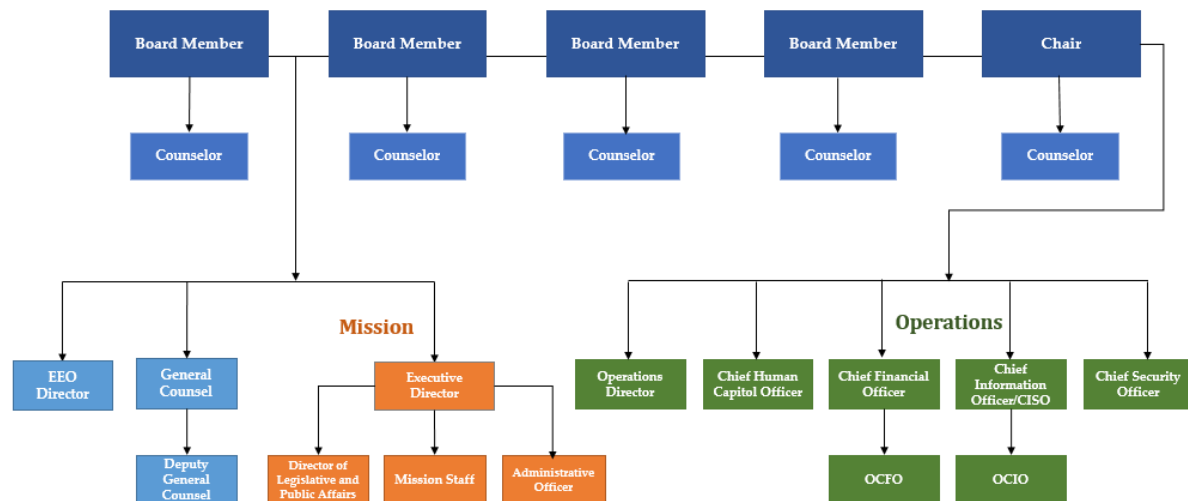 Board Member
Board Member
Board Member
Board Member
Chair
Counselor
Counselor
Counselor
Counselor
Counselor
Mission
Operations
EEO
Director
General
Counsel
Executive
Director
Operations
Director
Chief Human
Capitol Officer
Chief Financial
Officer
Chief
Information
Officer/CISO
Chief Security
Officer
Deputy
General
Counsel
Director of
Legislative and
Public Affairs
Mission Staff
Administrative
Officer
OCFO
OCIO